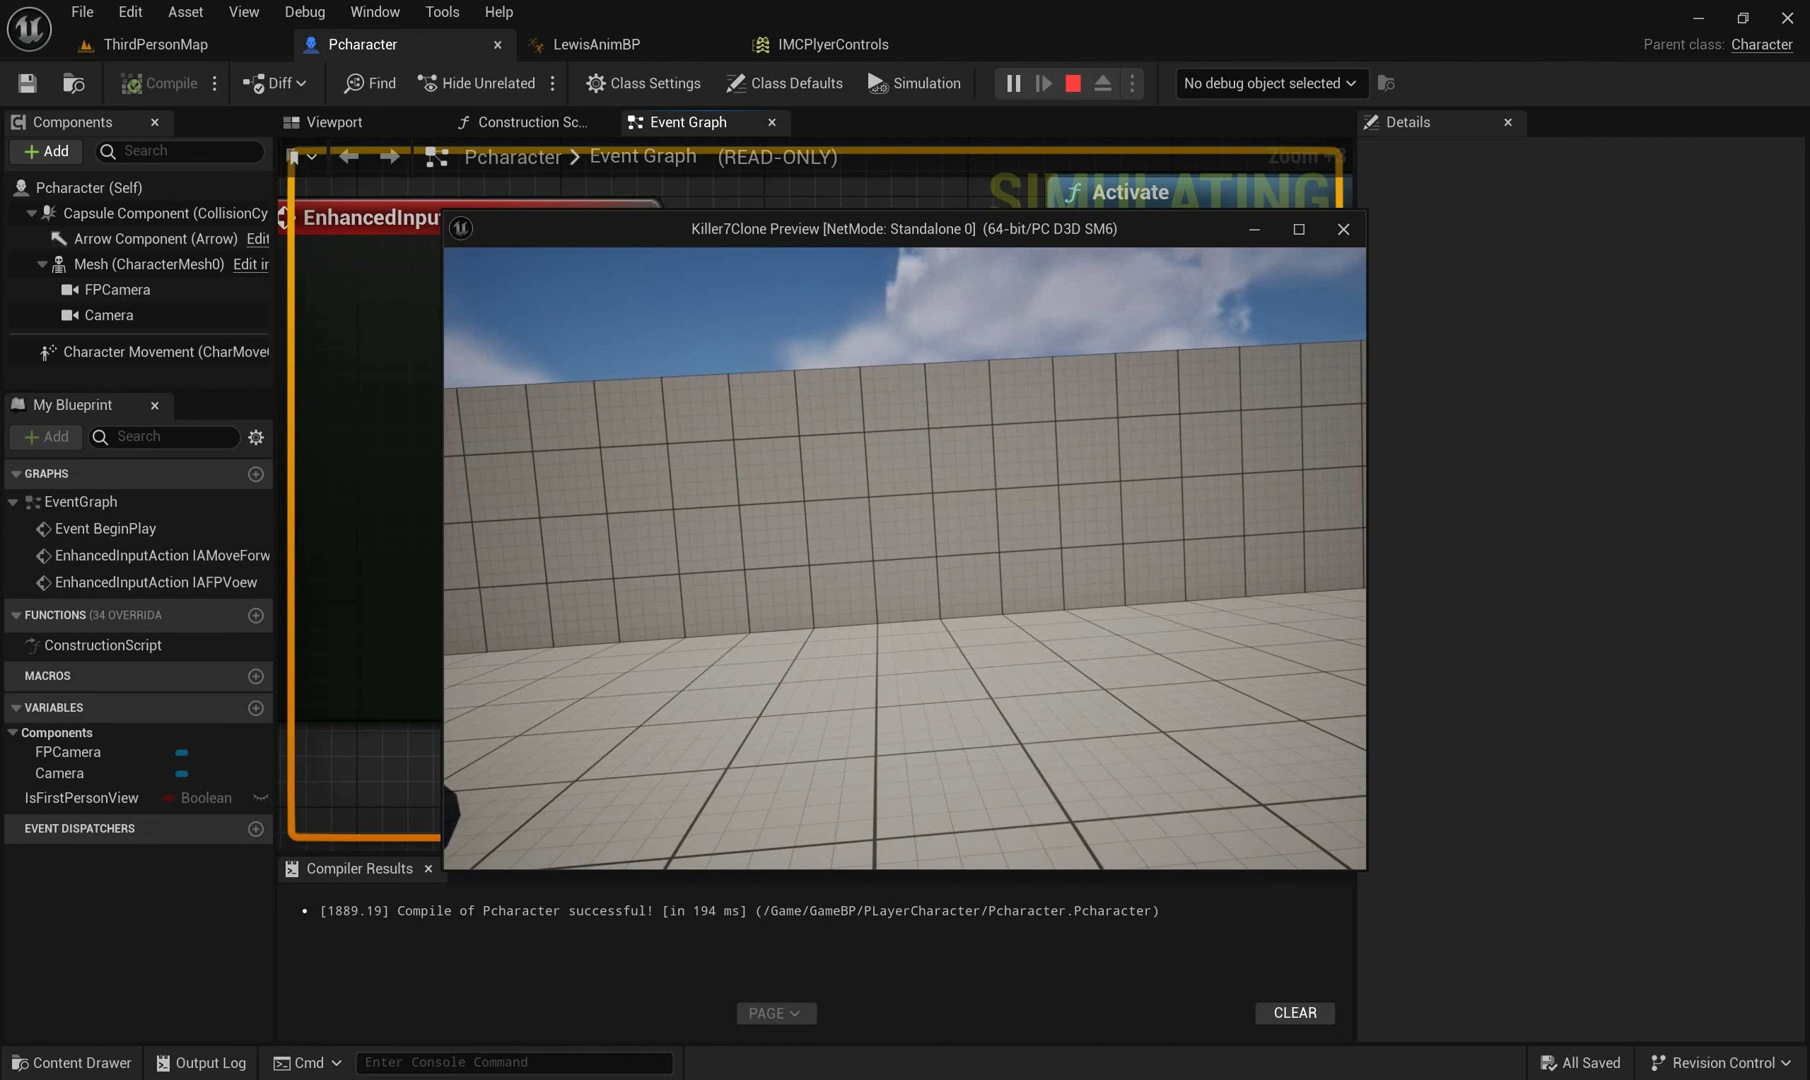 File Edit Asset View Debug Window Tools Help
ThirdPersonMap Pcharacter LewisAnimBP IMCPlyerControls Parent class: Character
Compile Diff Find Hide Unrelated Class Settings Class Defaults Simulation No debug object selected
Components Viewport Construction Sc... Event Graph Details
Add Search
Pcharacter > Event Graph (READ-ONLY) Zoom +3
SIMULATING
Activate
Pcharacter (Self)
Capsule Component (CollisionCy
Arrow Component (Arrow) Edit
Mesh (CharacterMesh0) Edit in
FPCamera
Camera
Character Movement (CharMove
EnhancedInpu
Killer7Clone Preview [NetMode: Standalone 0] (64-bit/PC D3D SM6)
My Blueprint
Add Search
GRAPHS
EventGraph
Event BeginPlay
EnhancedInputAction IAMoveForw
EnhancedInputAction IAFPVoew
FUNCTIONS (34 OVERRIDA
ConstructionScript
MACROS
VARIABLES
Components
FPCamera
Camera
IsFirstPersonView Boolean
EVENT DISPATCHERS
Compiler Results
[1889.19] Compile of Pcharacter successful! [in 194 ms] (/Game/GameBP/PLayerCharacter/Pcharacter.Pcharacter)
PAGE CLEAR
Content Drawer Output Log Cmd Enter Console Command All Saved Revision Control